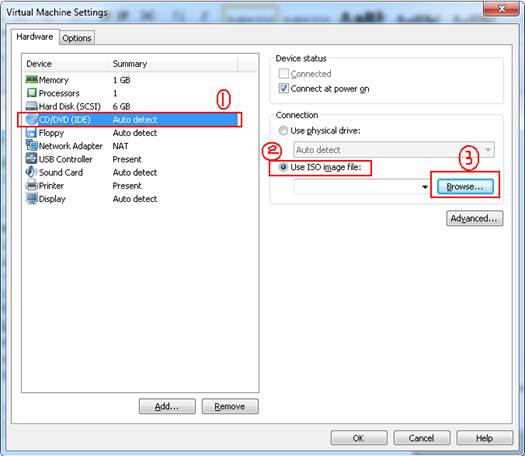 Virtual Machine Settings
Hardware Options
Device Summary
Memory 1 GB
Processors 1
Hard Disk (SCSI) 6 GB
CD/DVD (IDE) Auto detect
Floppy Auto detect
Network Adapter NAT
USB Controller Present
Sound Card Auto detect
Printer Present
Display Auto detect
1
Add... Remove
Device status
Connected
Connect at power on
Connection
Use physical drive:
Auto detect
2
Use ISO image file:
3
Browse...
Advanced...
OK Cancel Help